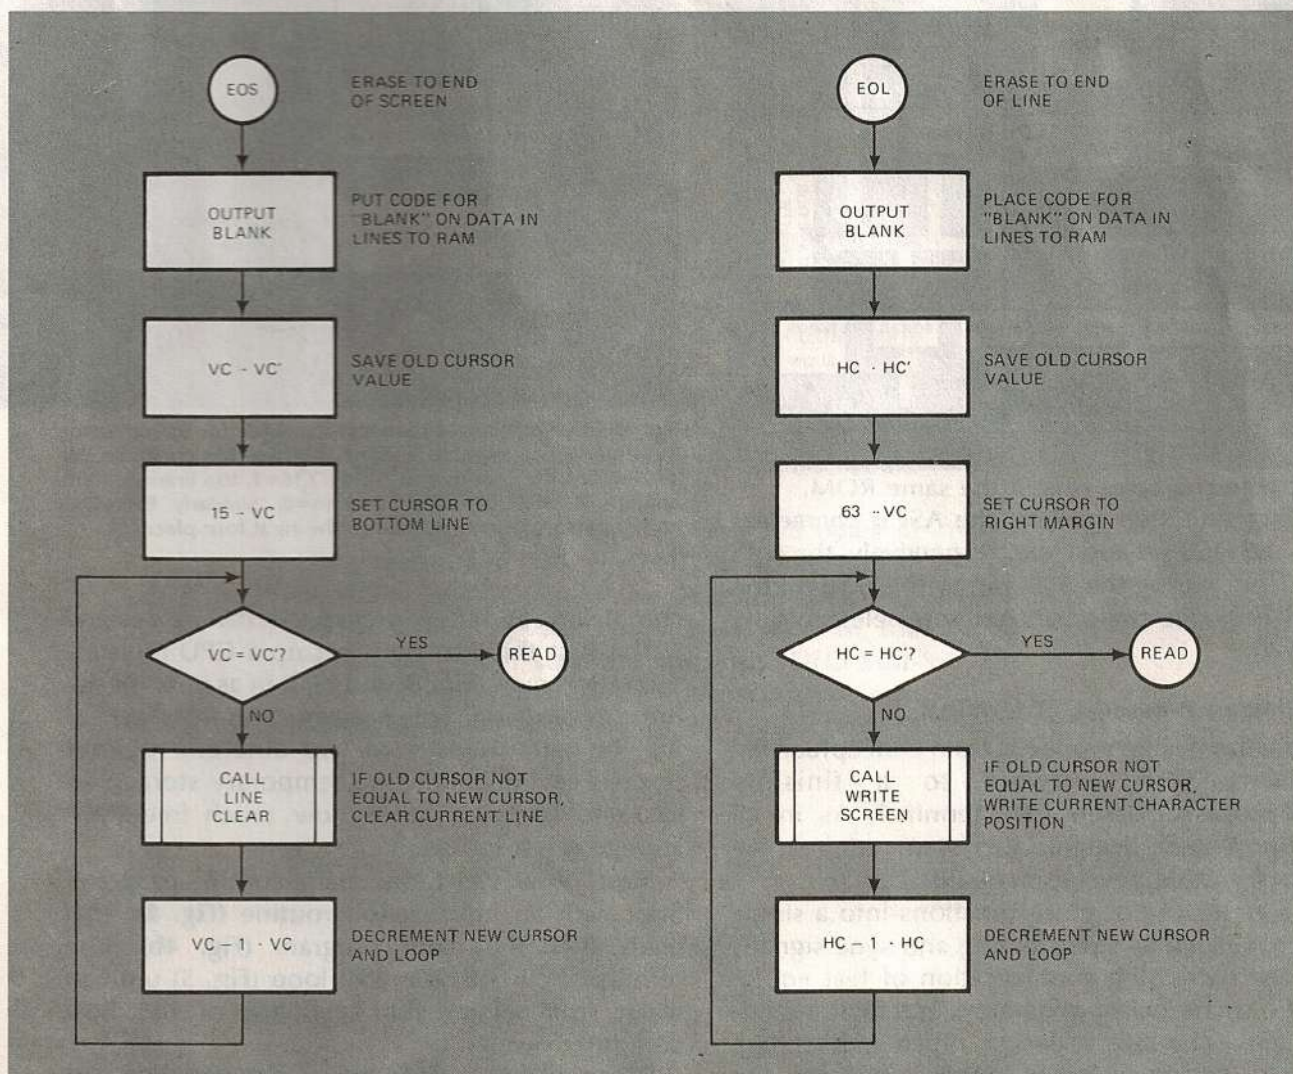 EOS
ERASE TO END
OF SCREEN
OUTPUT
BLANK
PUT CODE FOR
"BLANK" ON DATA IN
LINES TO RAM
VC - VC'
SAVE OLD CURSOR
VALUE
15 - VC
SET CURSOR TO
BOTTOM LINE
VC = VC'?
YES
READ
NO
CALL
LINE
CLEAR
IF OLD CURSOR NOT
EQUAL TO NEW CURSOR,
CLEAR CURRENT LINE
VC - 1 · VC
DECREMENT NEW CURSOR
AND LOOP
EOL
ERASE TO END
OF LINE
OUTPUT
BLANK
PLACE CODE FOR
"BLANK" ON DATA IN
LINES TO RAM
HC · HC'
SAVE OLD CURSOR
VALUE
63 - VC
SET CURSOR TO
RIGHT MARGIN
HC = HC'?
YES
READ
NO
CALL
WRITE
SCREEN
IF OLD CURSOR NOT
EQUAL TO NEW CURSOR,
WRITE CURRENT CHARACTER
POSITION
HC - 1 · HC
DECREMENT NEW CURSOR
AND LOOP